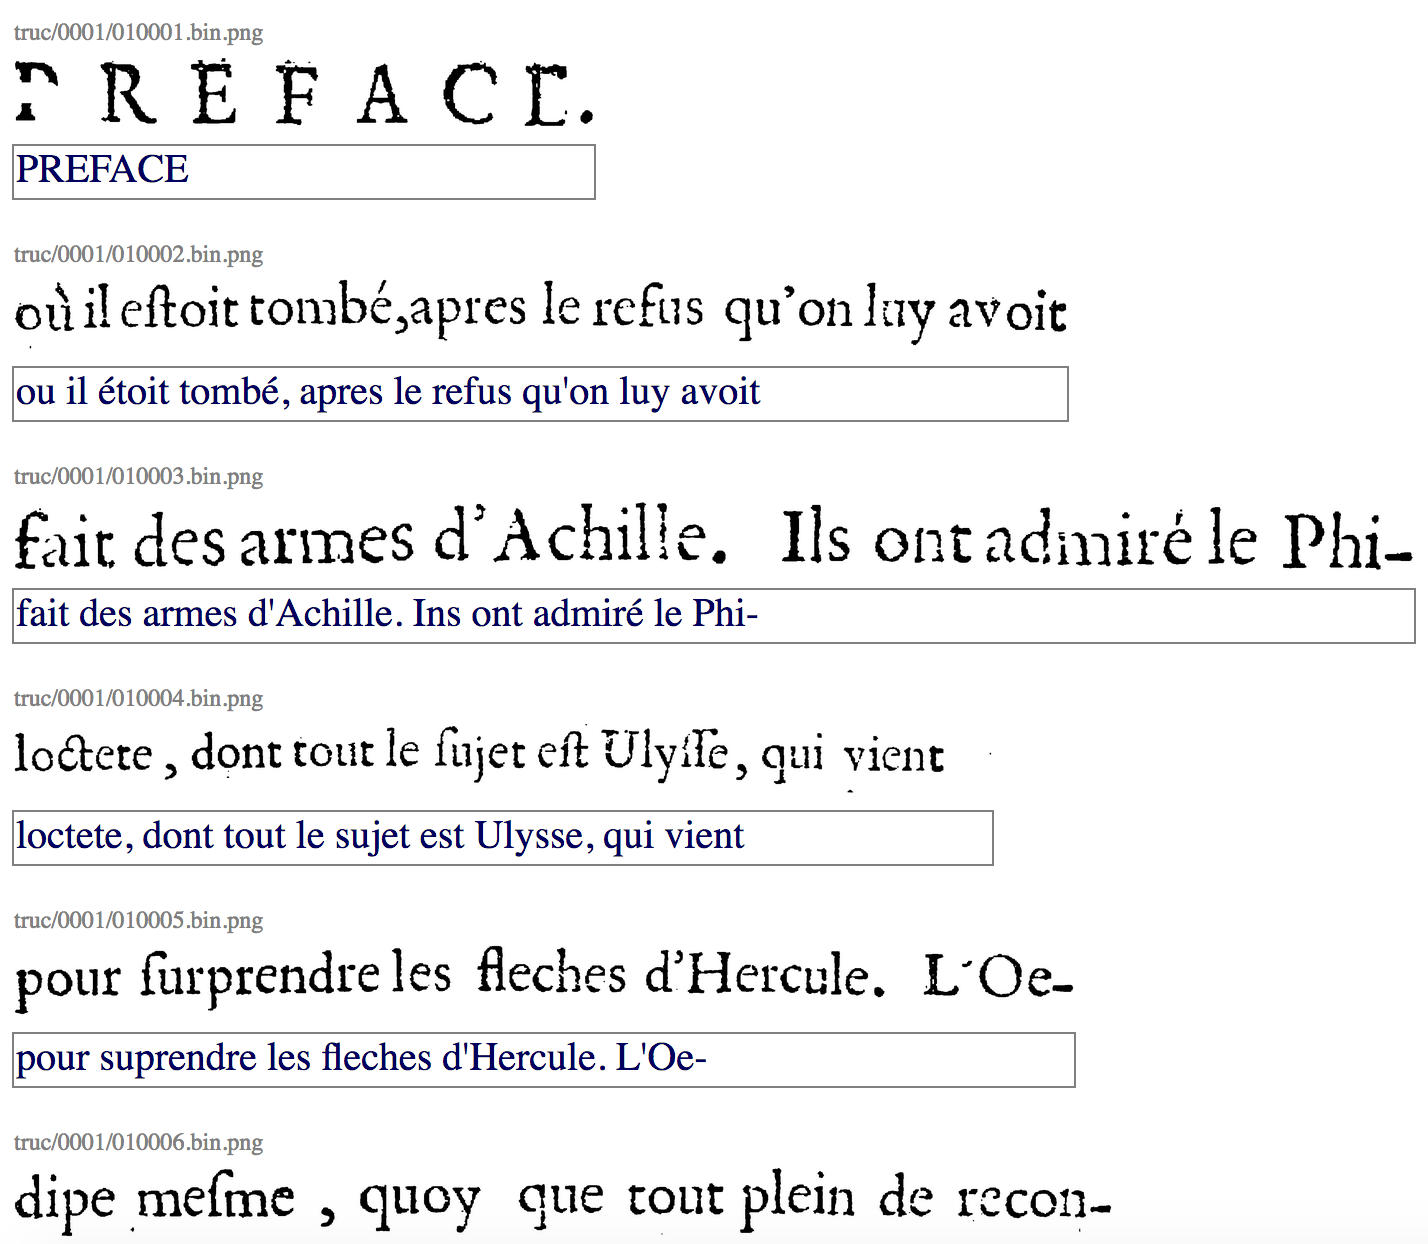 truc/0001/010001.bin.png
PREFACE.
PREFACE
truc/0001/010002.bin.png
où il eſtoit tombé,apres le refus qu’on luy avoit
ou il étoit tombé, apres le refus qu'on luy avoit
truc/0001/010003.bin.png
fait des armes d’Achille. Ils ont admiré le Phi-
fait des armes d'Achille. Ins ont admiré le Phi-
truc/0001/010004.bin.png
loctete , dont tout le ſujet eſt Ulyſſe, qui vient
loctete, dont tout le sujet est Ulysse, qui vient
truc/0001/010005.bin.png
pour ſurprendre les fleches d’Hercule. L'Oe-
pour suprendre les fleches d'Hercule. L'Oe-
truc/0001/010006.bin.png
dipe meſme , quoy que tout plein de recon-